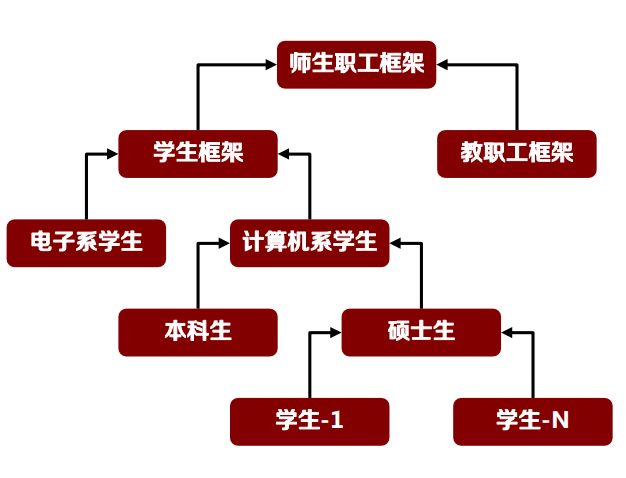 师生职工框架
学生框架
教职工框架
电子系学生
计算机系学生
本科生
硕士生
学生-1
学生-N